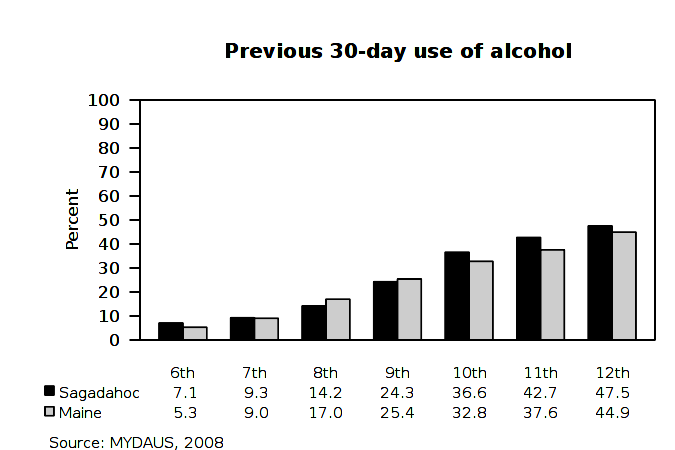 Previous 30-day use of alcohol
100
90
80
70
60
50
40
30
20
10
0
Percent
6th 7th 8th 9th 10th 11th 12th
Sagadahoc 7.1 9.3 14.2 24.3 36.6 42.7 47.5
Maine 5.3 9.0 17.0 25.4 32.8 37.6 44.9
Source: MYDAUS, 2008